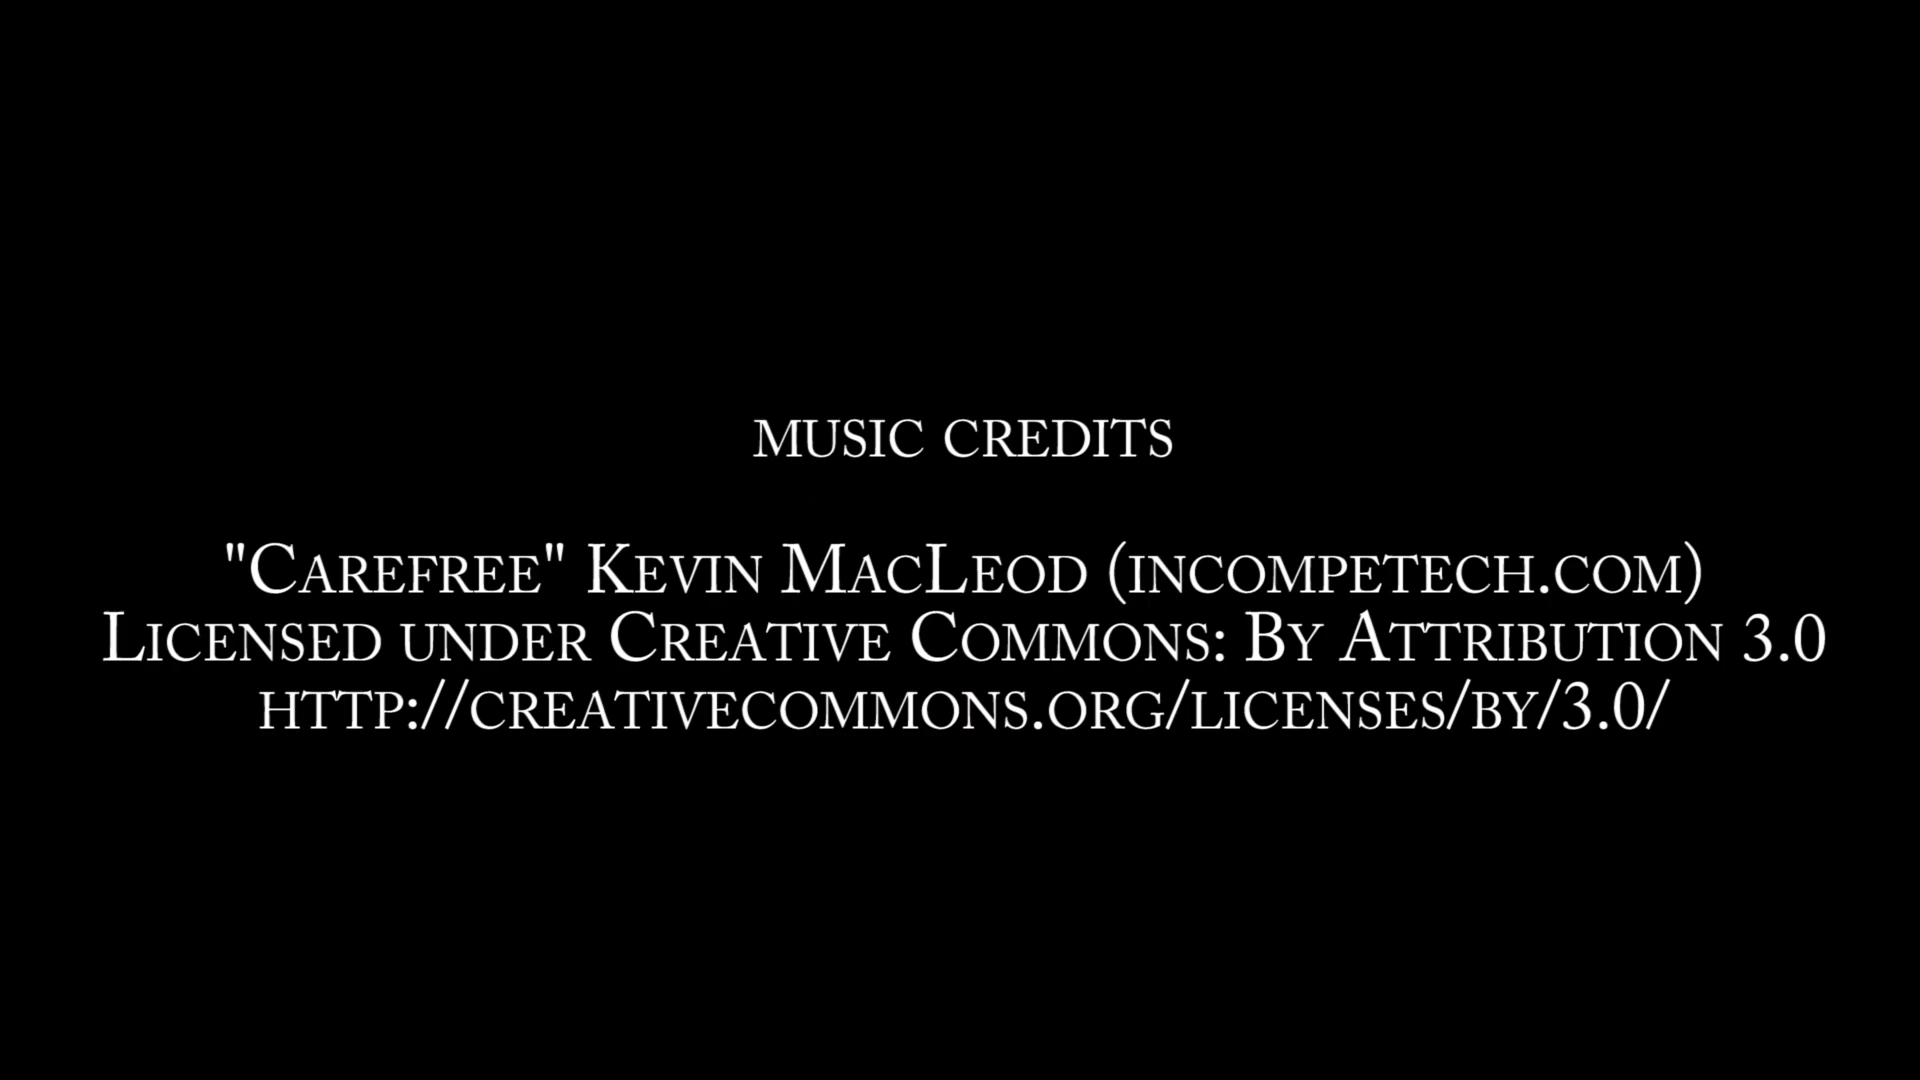 MUSIC CREDITS
"Carefree" Kevin MacLeod (incompetech.com)
Licensed under Creative Commons: By Attribution 3.0
http://creativecommons.org/licenses/by/3.0/